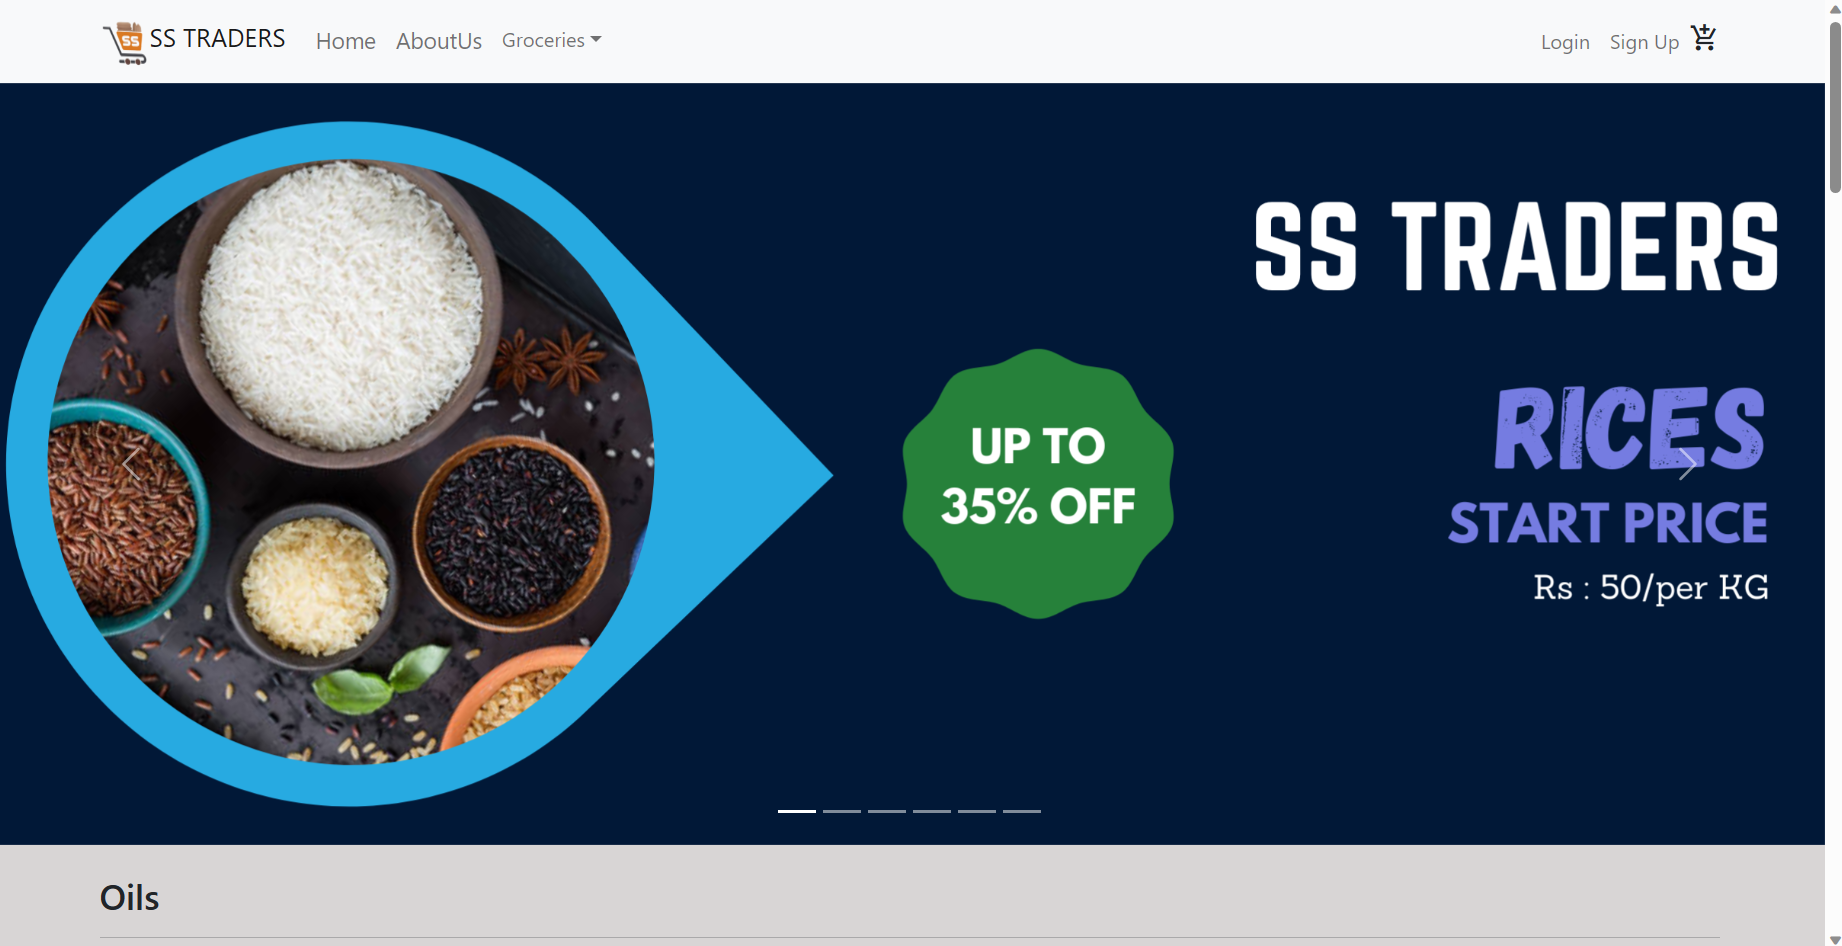 SS
SS TRADERS
Home
AboutUs
Groceries
Login
Sign Up
SS TRADERS
UP TO
35% OFF
RICES
START PRICE
Rs : 50/per KG
Oils